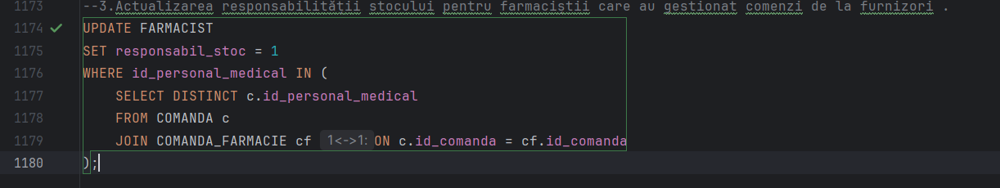 1173 --3.Actualizarea responsabilității stocului pentru farmacistii care au gestionat comenzi de la furnizori .
1174 UPDATE FARMACIST
1175 SET responsabil_stoc = 1
1176 WHERE id_personal_medical IN (
1177 SELECT DISTINCT c.id_personal_medical
1178 FROM COMANDA c
1179 JOIN COMANDA_FARMACIE cf 1<->1: ON c.id_comanda = cf.id_comanda
1180 );